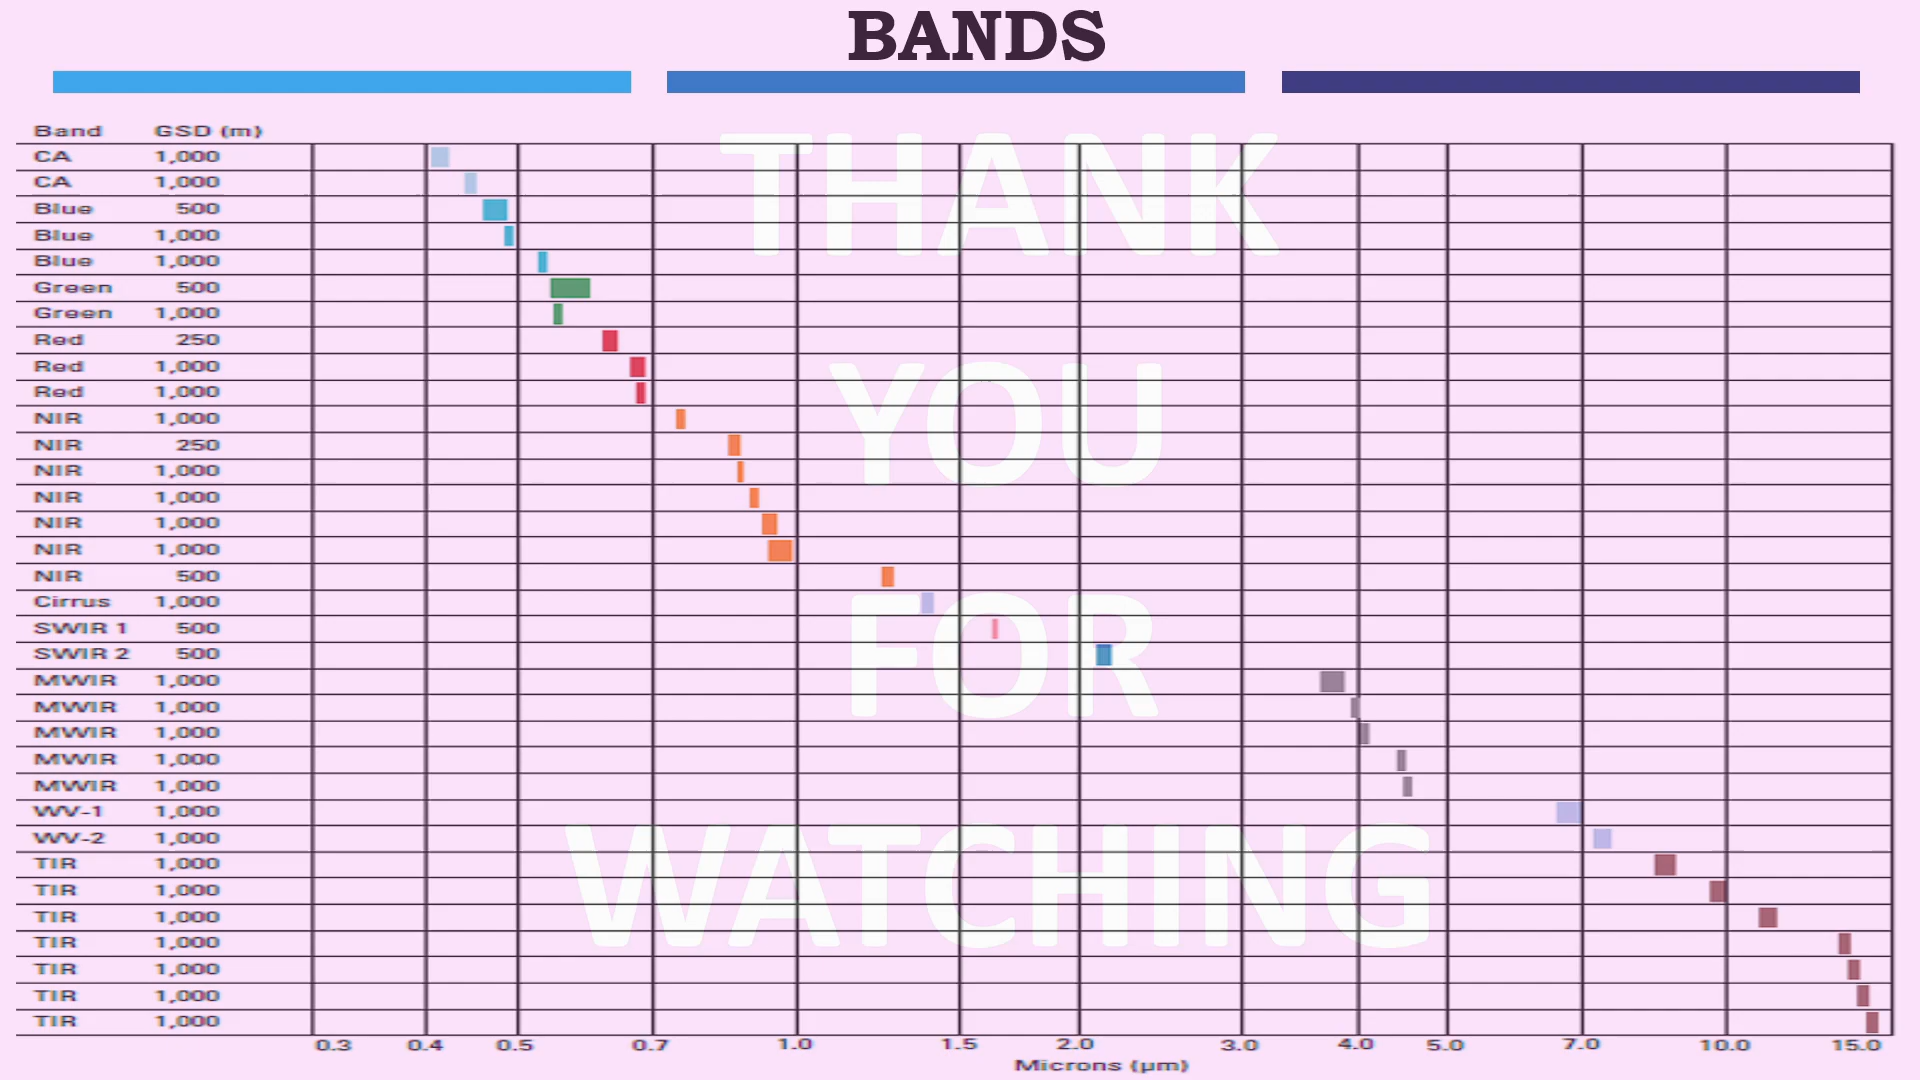 BANDS
Band GSD (m)
CA 1,000
CA 1,000
Blue 500
Blue 1,000
Blue 1,000
Green 500
Green 1,000
Red 250
Red 1,000
Red 1,000
NIR 1,000
NIR 250
NIR 1,000
NIR 1,000
NIR 1,000
NIR 1,000
NIR 500
Cirrus 1,000
SWIR 1 500
SWIR 2 500
MWIR 1,000
MWIR 1,000
MWIR 1,000
MWIR 1,000
MWIR 1,000
WV-1 1,000
WV-2 1,000
TIR 1,000
TIR 1,000
TIR 1,000
TIR 1,000
TIR 1,000
TIR 1,000
TIR 1,000
0.3 0.4 0.5 0.7 1.0 1.5 2.0 3.0 4.0 5.0 7.0 10.0 15.0
Microns (µm)
THANK
YOU
FOR
WATCHING